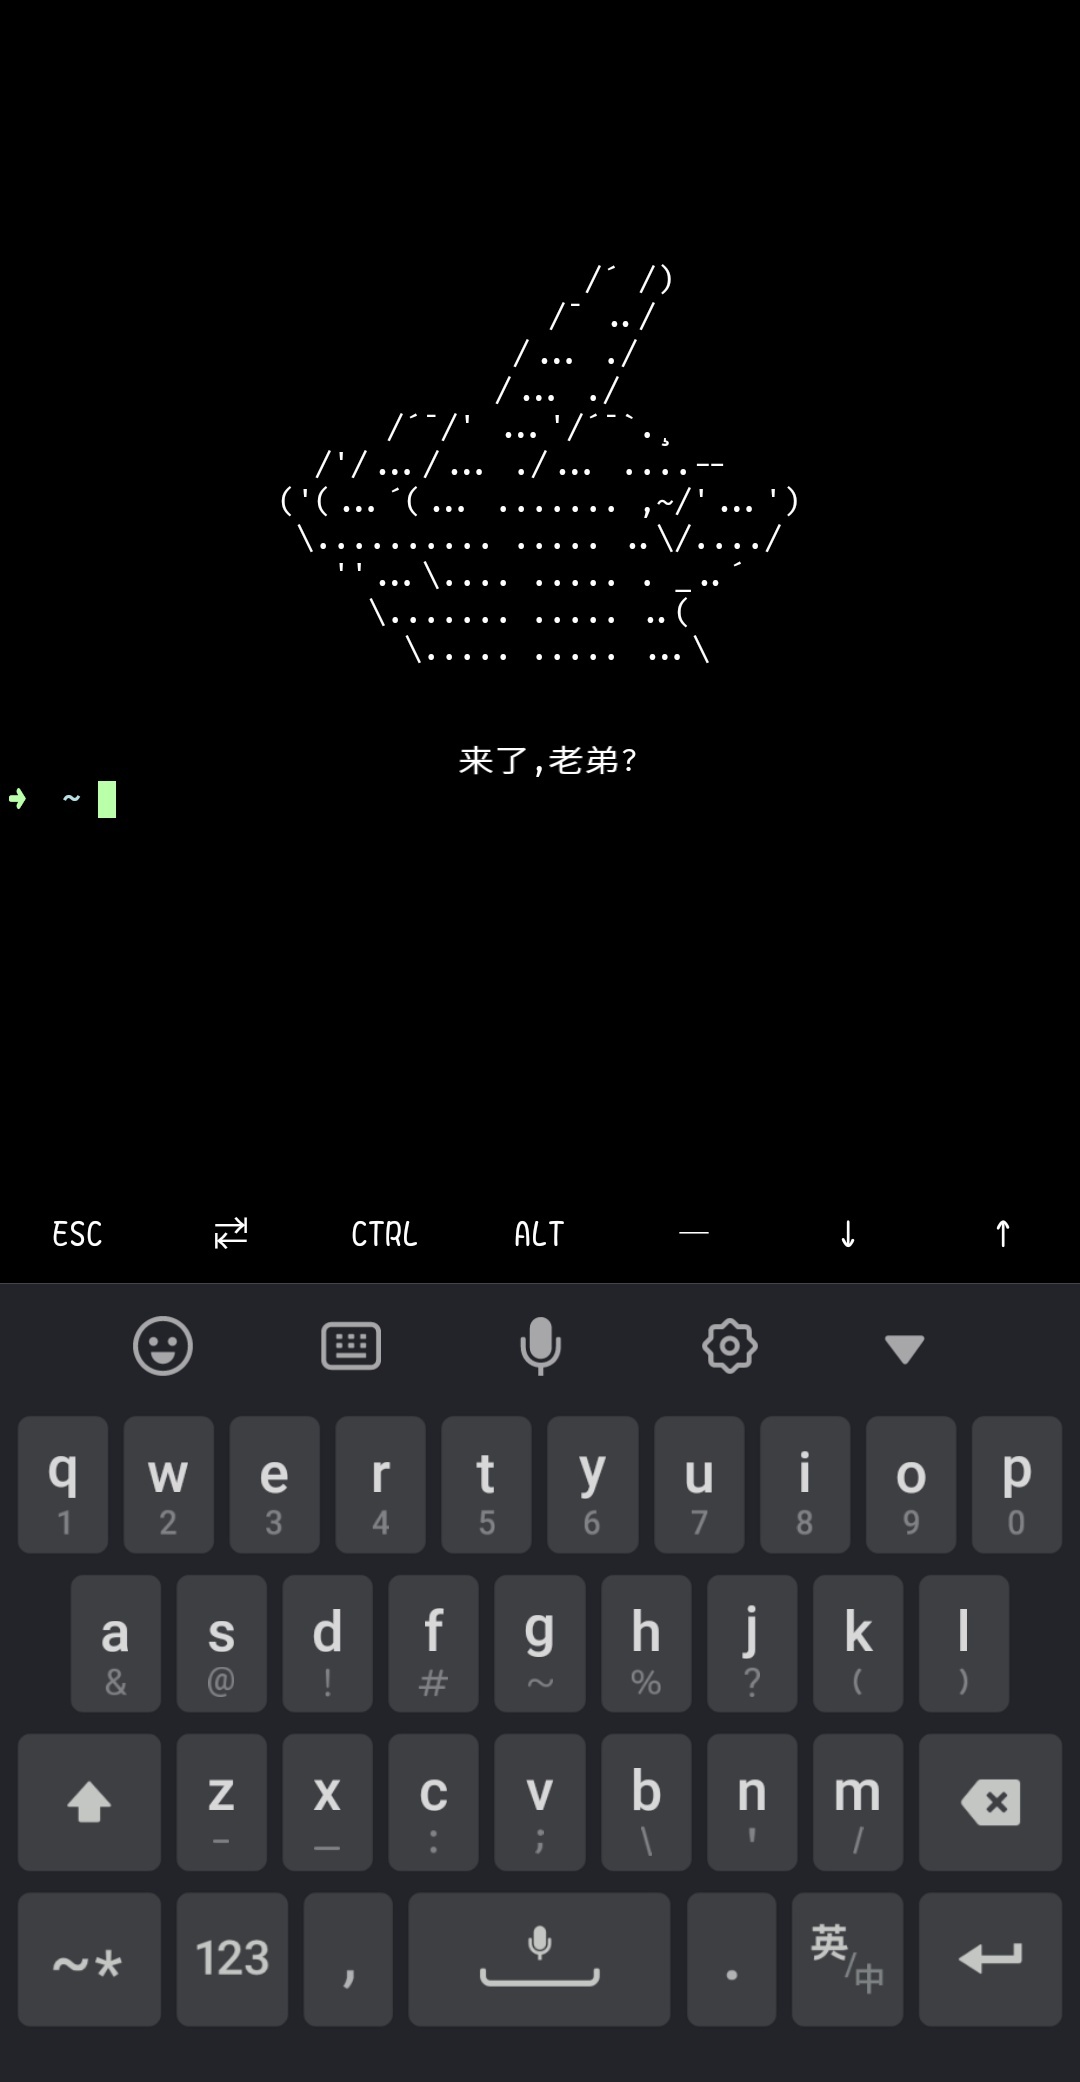 /´ /)
/¯ ../
/... ./
/... ./
/´¯/' ...'/´¯`.¸
/'/.../... ./... ....--
('(...´(... ....... ,~/'...')
\.......... ..... ..\/..../
''...\.... ..... . _..´
\....... ..... ..(
\..... ..... ...\
来了,老弟?
➜ ~
ESC ⇄ CTRL ALT — ↓ ↑
q w e r t y u i o p
1 2 3 4 5 6 7 8 9 0
a s d f g h j k l
& @ ! # ~ % ? ( )
z x c v b n m
- — : ; \ ' /
~* 123 , . 英/中